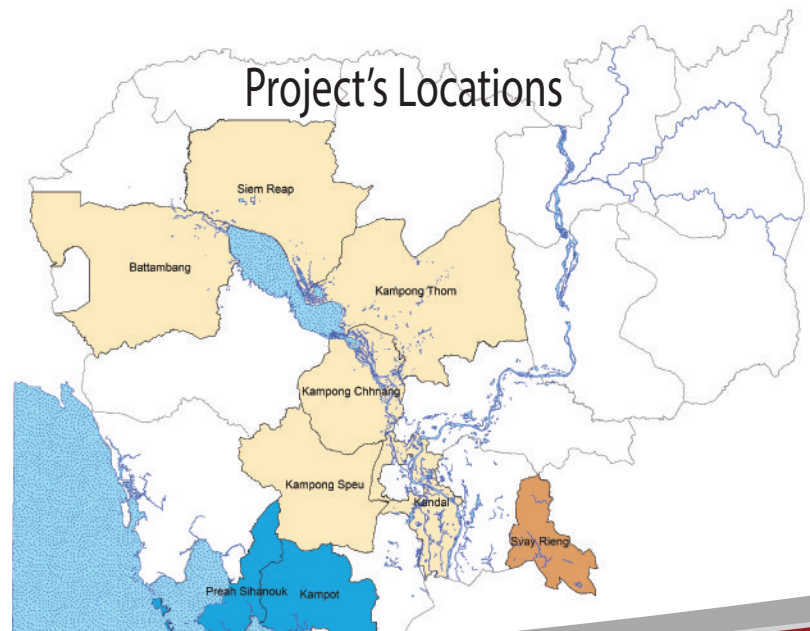 Project's Locations
Siem Reap
Battambang
Kampong Thom
Kampong Chhnang
Kampong Speu
Kandal
Svay Rieng
Preah Sihanouk
Kampot